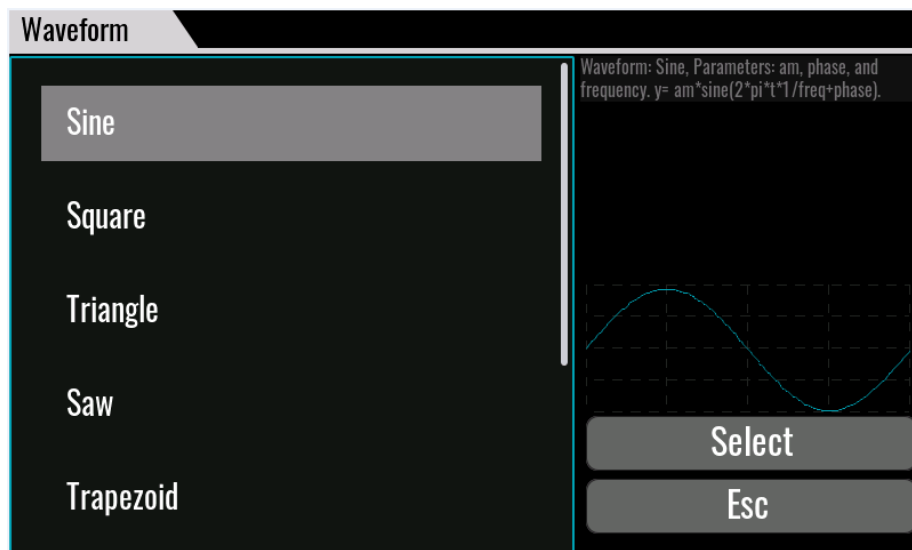 Waveform
Waveform: Sine, Parameters: am, phase, and
frequency. y= am*sine(2*pi*t*1/freq+phase).
Sine
Square
Triangle
Saw
Trapezoid
Select
Esc